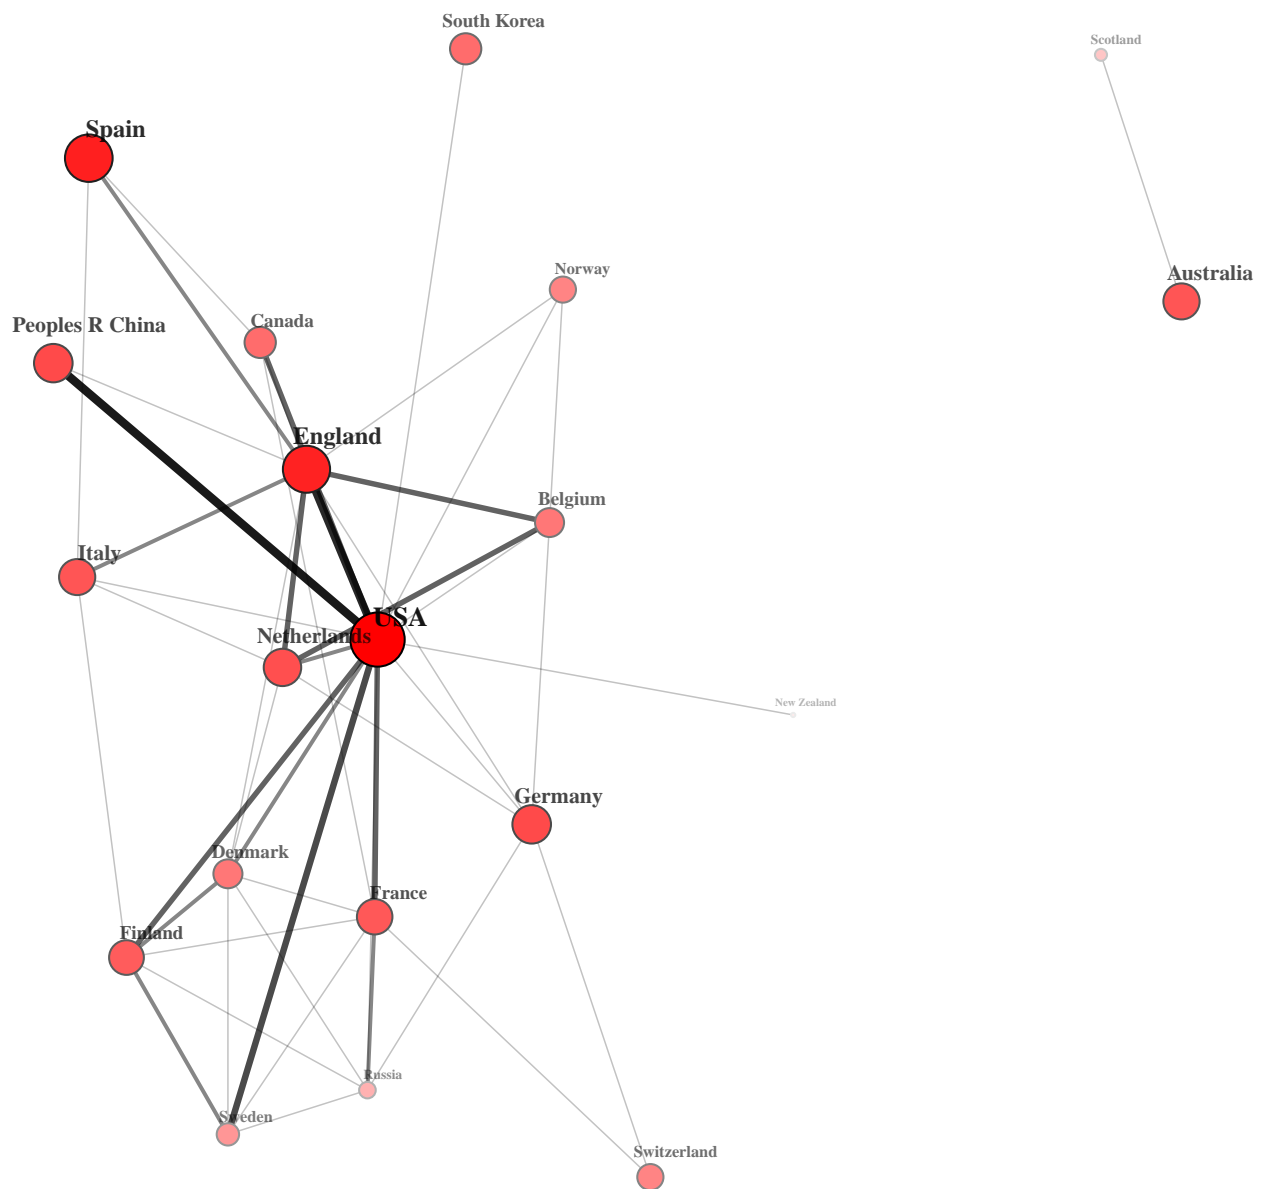 South Korea
Scotland
Spain
Norway
Australia
Canada
Peoples R China
England
Belgium
Italy
USA
Netherlands
New Zealand
Germany
Denmark
France
Finland
Russia
Sweden
Switzerland